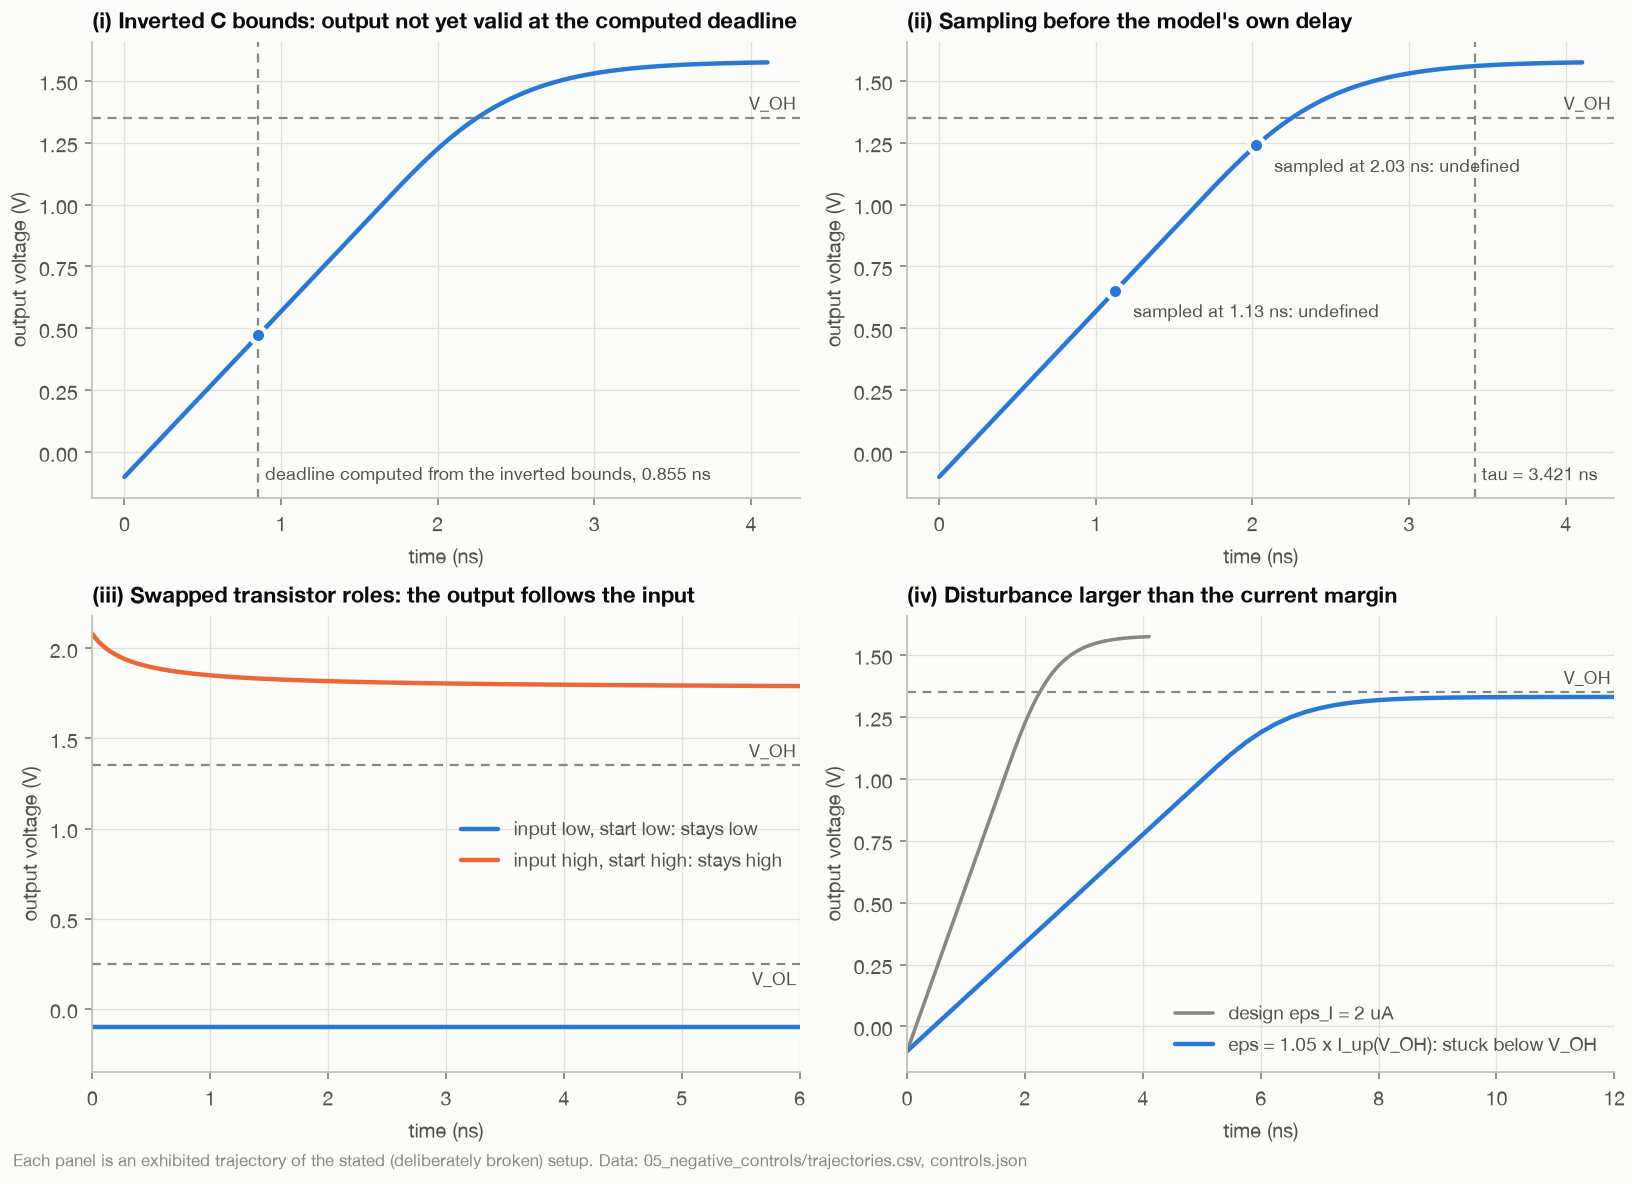 (i) Inverted C bounds: output not yet valid at the computed deadline
output voltage (V)
1.50
1.25
1.00
0.75
0.50
0.25
0.00
V_OH
deadline computed from the inverted bounds, 0.855 ns
0
1
2
3
4
time (ns)
(ii) Sampling before the model's own delay
output voltage (V)
1.50
1.25
1.00
0.75
0.50
0.25
0.00
V_OH
sampled at 2.03 ns: undefined
sampled at 1.13 ns: undefined
tau = 3.421 ns
0
1
2
3
4
time (ns)
(iii) Swapped transistor roles: the output follows the input
output voltage (V)
2.0
1.5
1.0
0.5
0.0
V_OH
input low, start low: stays low
input high, start high: stays high
V_OL
0
1
2
3
4
5
6
time (ns)
(iv) Disturbance larger than the current margin
output voltage (V)
1.50
1.25
1.00
0.75
0.50
0.25
0.00
V_OH
design eps_I = 2 uA
eps = 1.05 x I_up(V_OH): stuck below V_OH
0
2
4
6
8
10
12
time (ns)
Each panel is an exhibited trajectory of the stated (deliberately broken) setup. Data: 05_negative_controls/trajectories.csv, controls.json